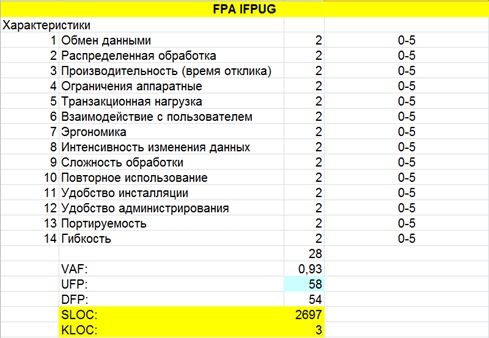 FPA IFPUG
Характеристики
1 Обмен данными 2 0-5
2 Распределенная обработка 2 0-5
3 Производительность (время отклика) 2 0-5
4 Ограничения аппаратные 2 0-5
5 Транзакционная нагрузка 2 0-5
6 Взаимодействие с пользователем 2 0-5
7 Эргономика 2 0-5
8 Интенсивность изменения данных 2 0-5
9 Сложность обработки 2 0-5
10 Повторное использование 2 0-5
11 Удобство инсталляции 2 0-5
12 Удобство администрирования 2 0-5
13 Портируемость 2 0-5
14 Гибкость 2 0-5
28
VAF: 0,93
UFP: 58
DFP: 54
SLOC: 2697
KLOC: 3